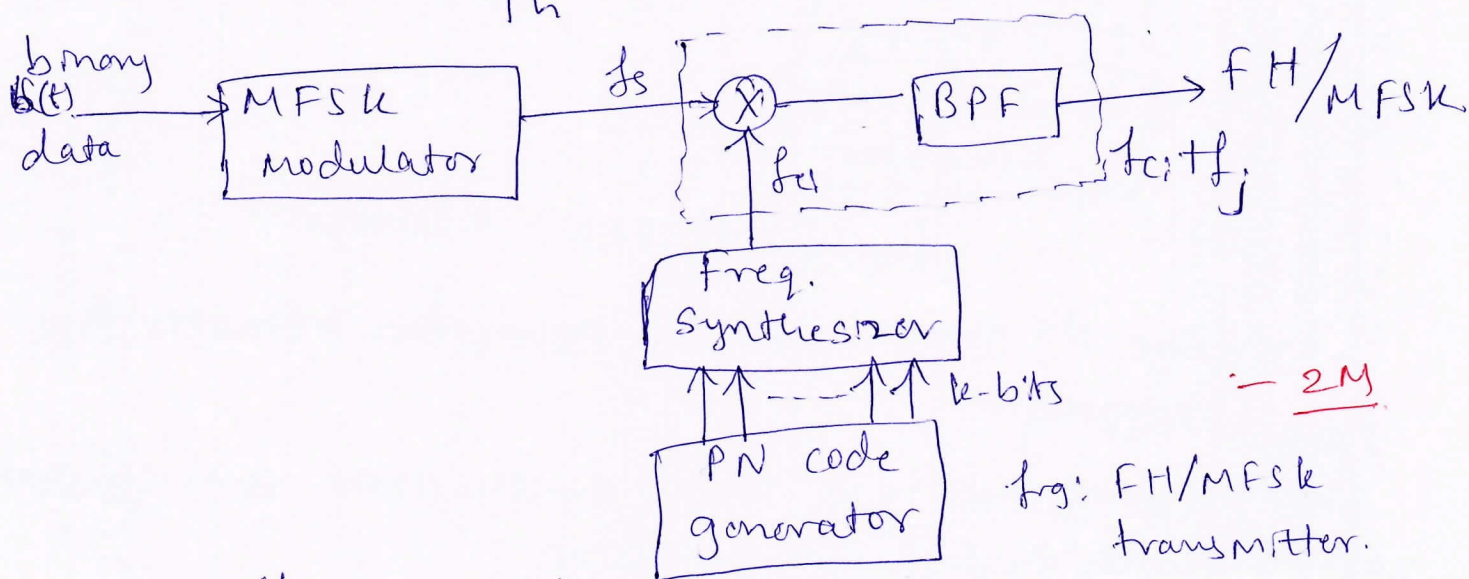 Th
binary
b(t)
data
MFSK
Modulator
fs
X
BPF
FH/MFSK
fci+fj
fci
Freq.
Synthesizer
k-bits
- 2M
PN code
generator
fig: FH/MFSK
transmitter.